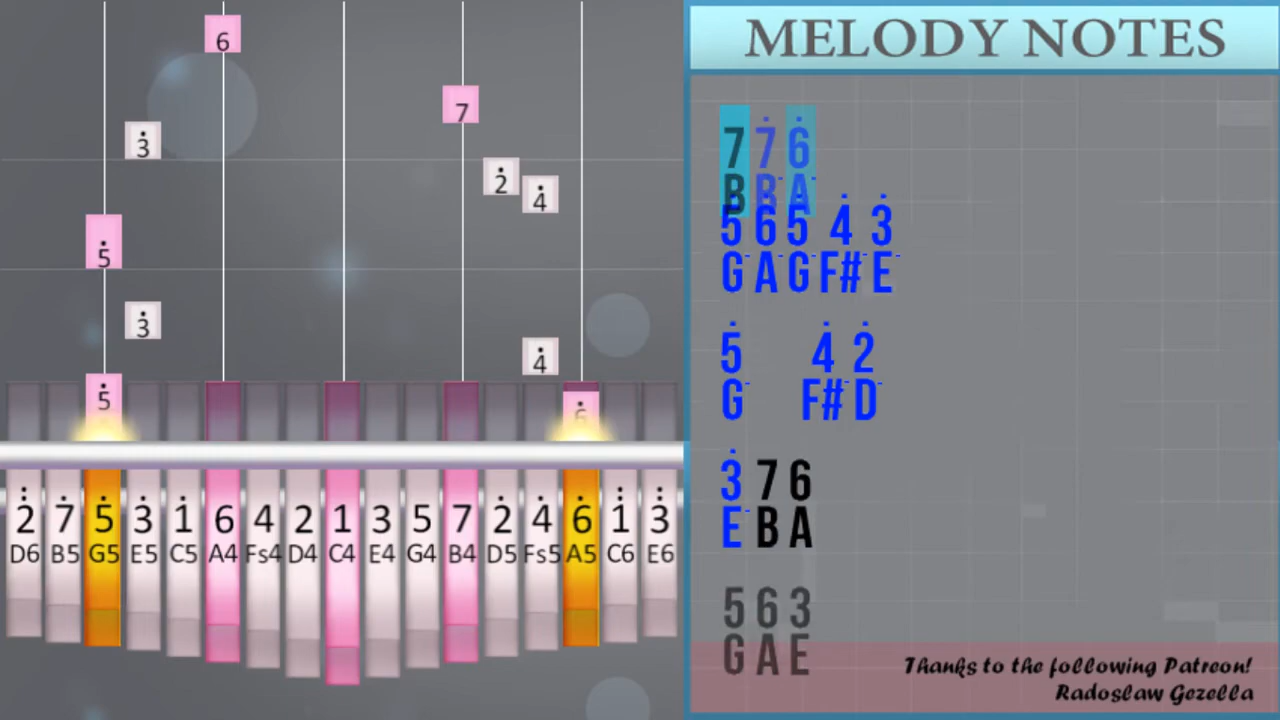 MELODY NOTES
6
7
3̇
2̇
4̇
5̇
3̇
4̇
5̇
6̇
2̈ 7̇ 5̇ 3̇ 1̇ 6 4 2 1 3 5 7 2̇ 4̇ 6̇ 1̈ 3̈
D6 B5 G5 E5 C5 A4 Fs4 D4 C4 E4 G4 B4 D5 Fs5 A5 C6 E6
7 7̇ 6̇
B B˙ A˙
5̇ 6̇ 5̇ 4̇ 3̇
G˙ A˙ G˙ F#˙ E˙
5̇ 4̇ 2̇
G˙ F#˙ D˙
3̇ 7 6
E˙ B A
5 6 3
G A E
Thanks to the following Patreon!
Radoslaw Gezella